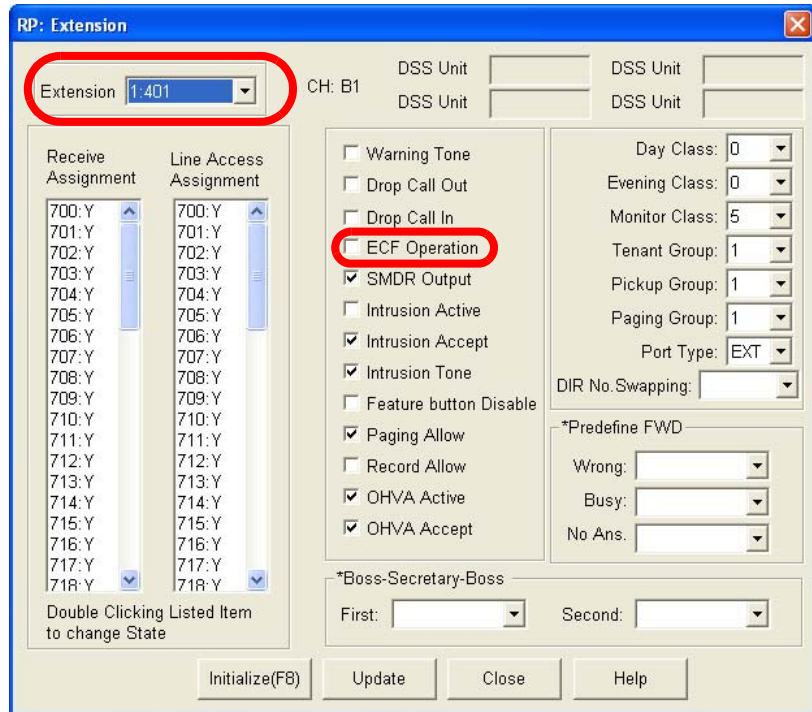 RP: Extension
Extension 1:401
CH: B1
DSS Unit
DSS Unit
DSS Unit
DSS Unit
Receive Assignment
700:Y
701:Y
702:Y
703:Y
704:Y
705:Y
706:Y
707:Y
708:Y
709:Y
710:Y
711:Y
712:Y
713:Y
714:Y
715:Y
716:Y
717:Y
718:Y
Line Access Assignment
700:Y
701:Y
702:Y
703:Y
704:Y
705:Y
706:Y
707:Y
708:Y
709:Y
710:Y
711:Y
712:Y
713:Y
714:Y
715:Y
716:Y
717:Y
718:Y
Double Clicking Listed Item
to change State
Warning Tone
Drop Call Out
Drop Call In
ECF Operation
SMDR Output
Intrusion Active
Intrusion Accept
Intrusion Tone
Feature button Disable
Paging Allow
Record Allow
OHVA Active
OHVA Accept
Day Class: 0
Evening Class: 0
Monitor Class: 5
Tenant Group: 1
Pickup Group: 1
Paging Group: 1
Port Type: EXT
DIR No.Swapping:
*Predefine FWD
Wrong:
Busy:
No Ans.
*Boss-Secretary-Boss
First:
Second:
Initialize(F8)
Update
Close
Help